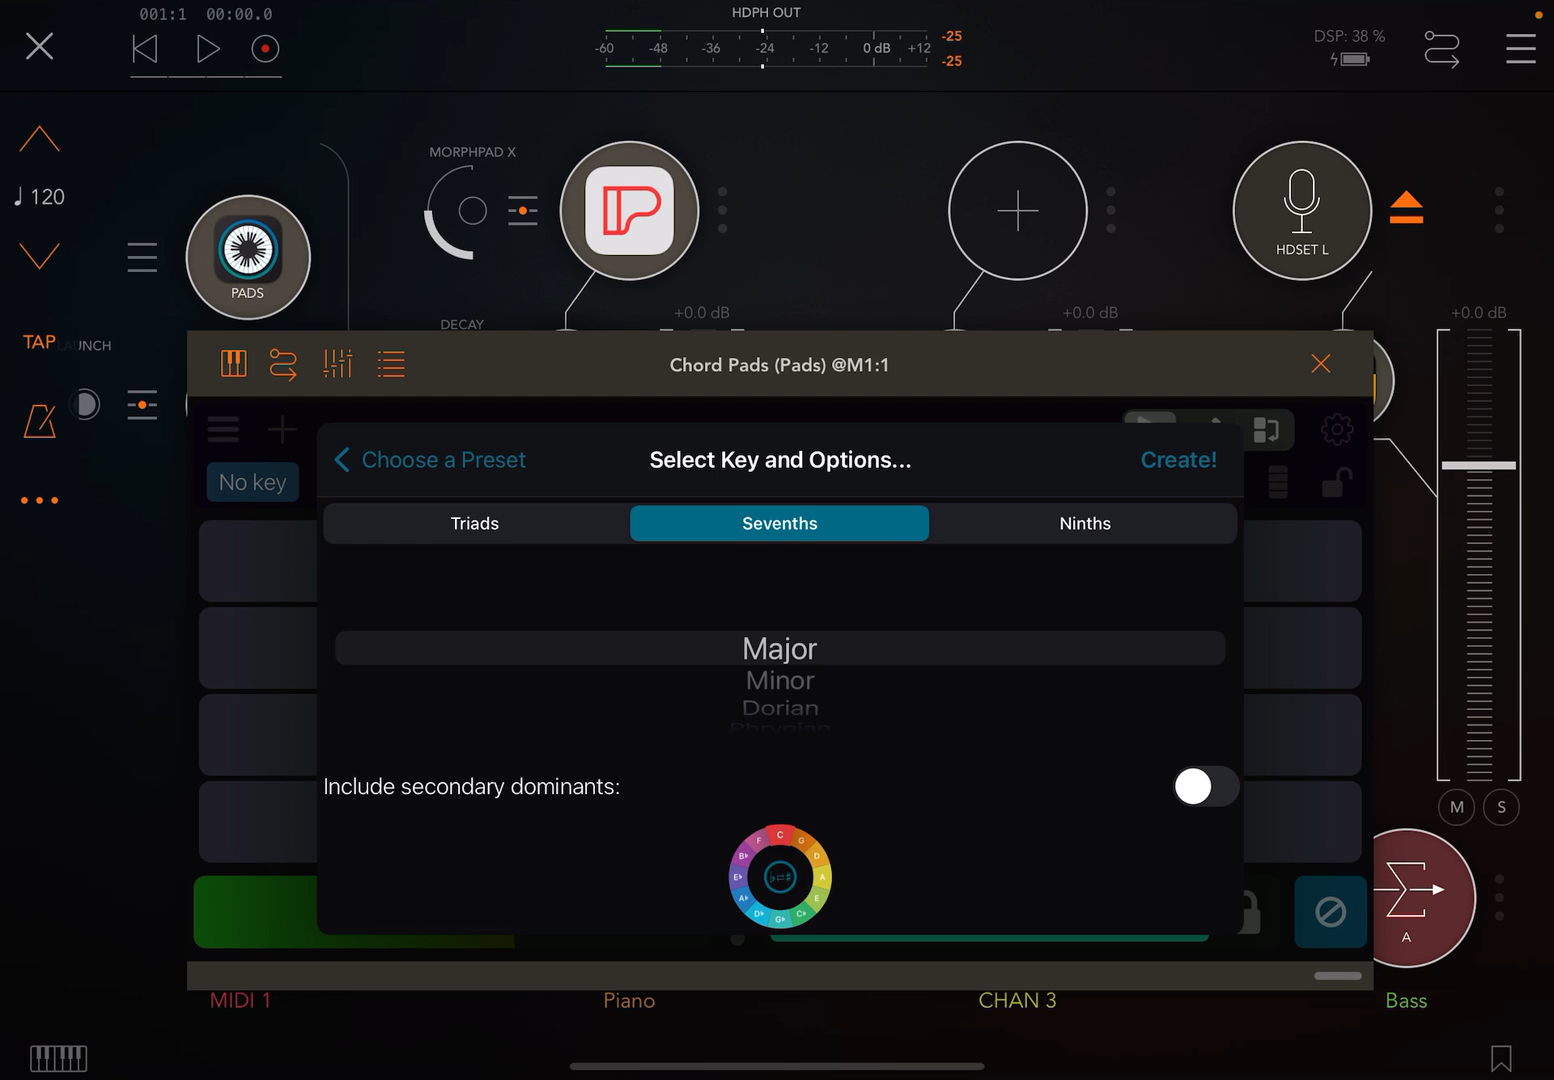 001:1 00:00.0
HDPH OUT
-60 -48 -36 -24 -12 0 dB +12
-25
-25
DSP: 38 %
MORPHPAD X
♩ 120
PADS
HDSET L
+0.0 dB
+0.0 dB
+0.0 dB
DECAY
TAP
AUNCH
Chord Pads (Pads) @M1:1
No key
Choose a Preset
Select Key and Options...
Create!
Triads
Sevenths
Ninths
Major
Minor
Dorian
Phrygian
Include secondary dominants:
C
G
D
A
E
C♭
G♭
D♭
A♭
E♭
B♭
F
♭=♯
M
S
A
MIDI 1
Piano
CHAN 3
Bass